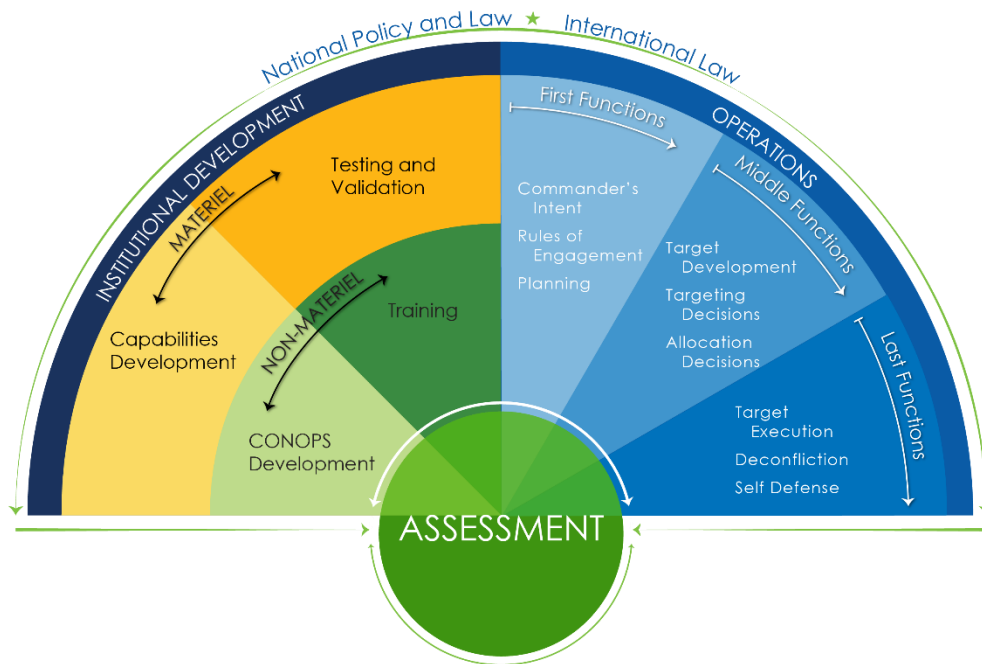 National Policy and Law ★ International Law
INSTITUTIONAL DEVELOPMENT
OPERATIONS
MATERIEL
Testing and
Validation
Capabilities
Development
NON-MATERIEL
Training
CONOPS
Development
First Functions
Commander's
Intent
Rules of
Engagement
Planning
Middle Functions
Target
Development
Targeting
Decisions
Allocation
Decisions
Last Functions
Target
Execution
Deconfliction
Self Defense
ASSESSMENT